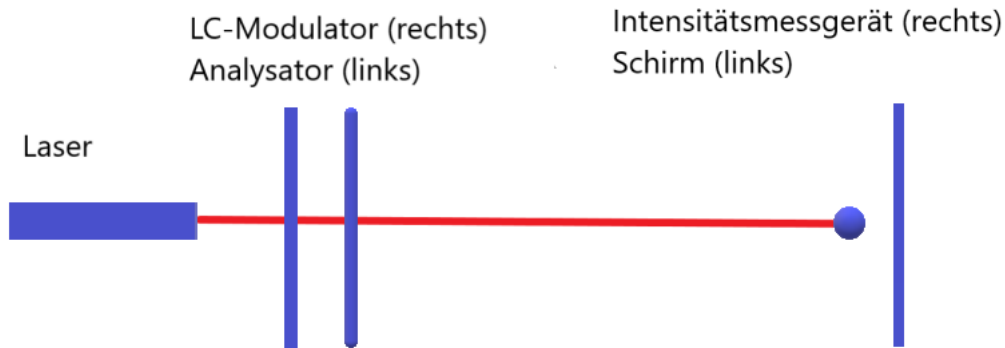 LC-Modulator (rechts)
Analysator (links)
Intensitätsmessgerät (rechts)
Schirm (links)
Laser